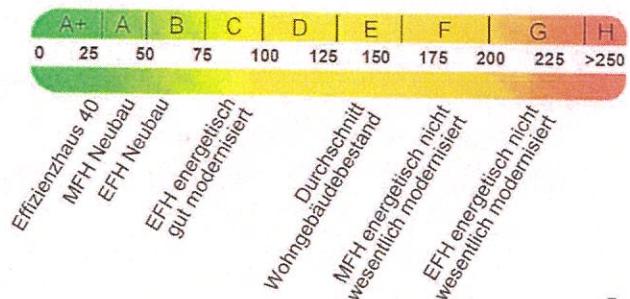 A+ A B C D E F G H
0 25 50 75 100 125 150 175 200 225 >250
Effizienzhaus 40
MFH Neubau
EFH Neubau
EFH energetisch
gut modernisiert
Durchschnitt
Wohngebäudebestand
MFH energetisch nicht
wesentlich modernisiert
EFH energetisch nicht
wesentlich modernisiert